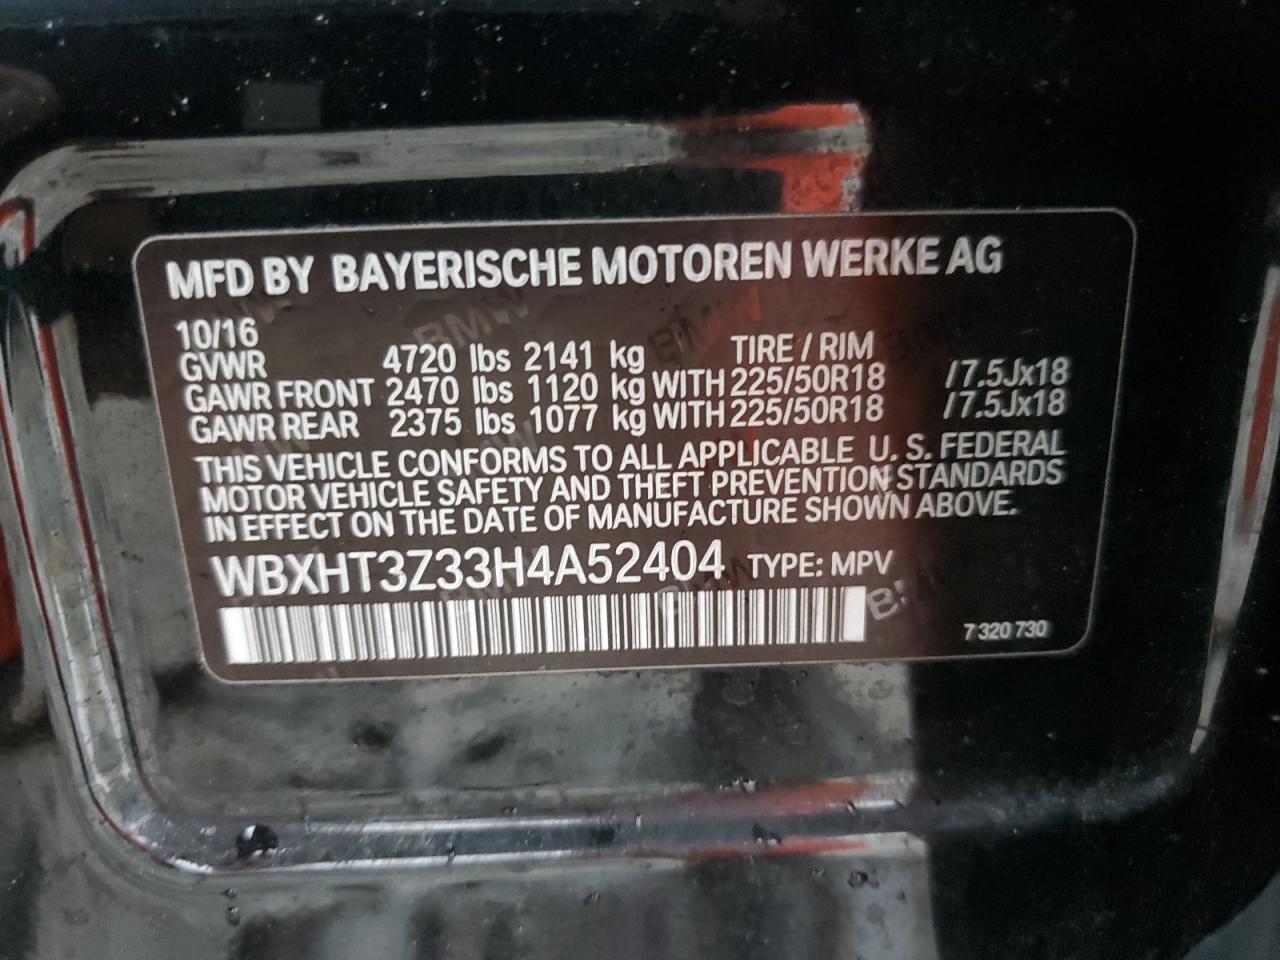 MFD BY BAYERISCHE MOTOREN WERKE AG
10/16
GVWR 4720 lbs 2141 kg TIRE / RIM
GAWR FRONT 2470 lbs 1120 kg WITH 225/50R18 / 7.5Jx18
GAWR REAR 2375 lbs 1077 kg WITH 225/50R18 / 7.5Jx18
THIS VEHICLE CONFORMS TO ALL APPLICABLE U. S. FEDERAL
MOTOR VEHICLE SAFETY AND THEFT PREVENTION STANDARDS
IN EFFECT ON THE DATE OF MANUFACTURE SHOWN ABOVE.
WBXHT3Z33H4A52404 TYPE: MPV
7 320 730